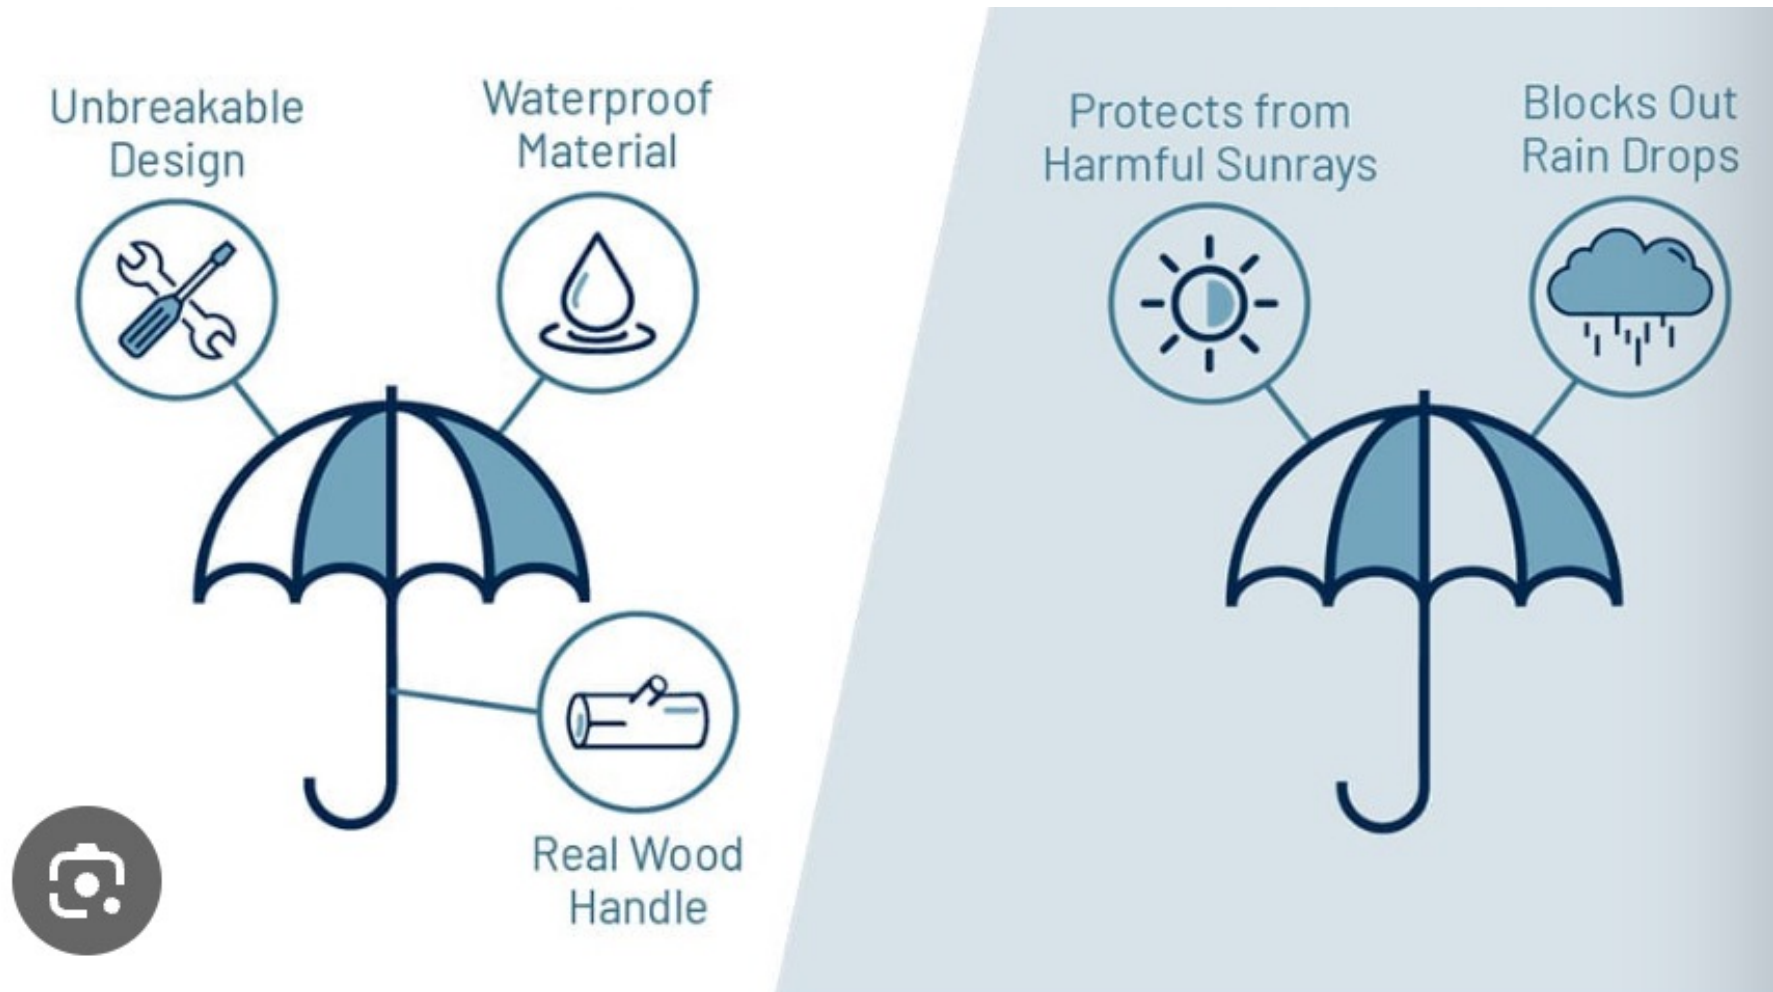 Unbreakable
Design
Waterproof
Material
Real Wood
Handle
Protects from
Harmful Sunrays
Blocks Out
Rain Drops